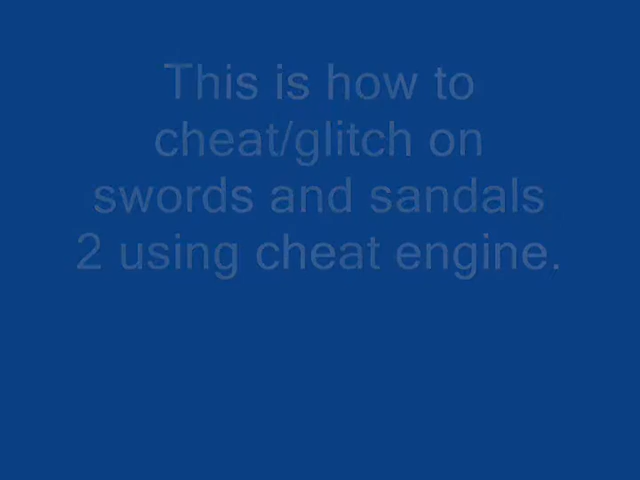 This is how to
cheat/glitch on
swords and sandals
2 using cheat engine.